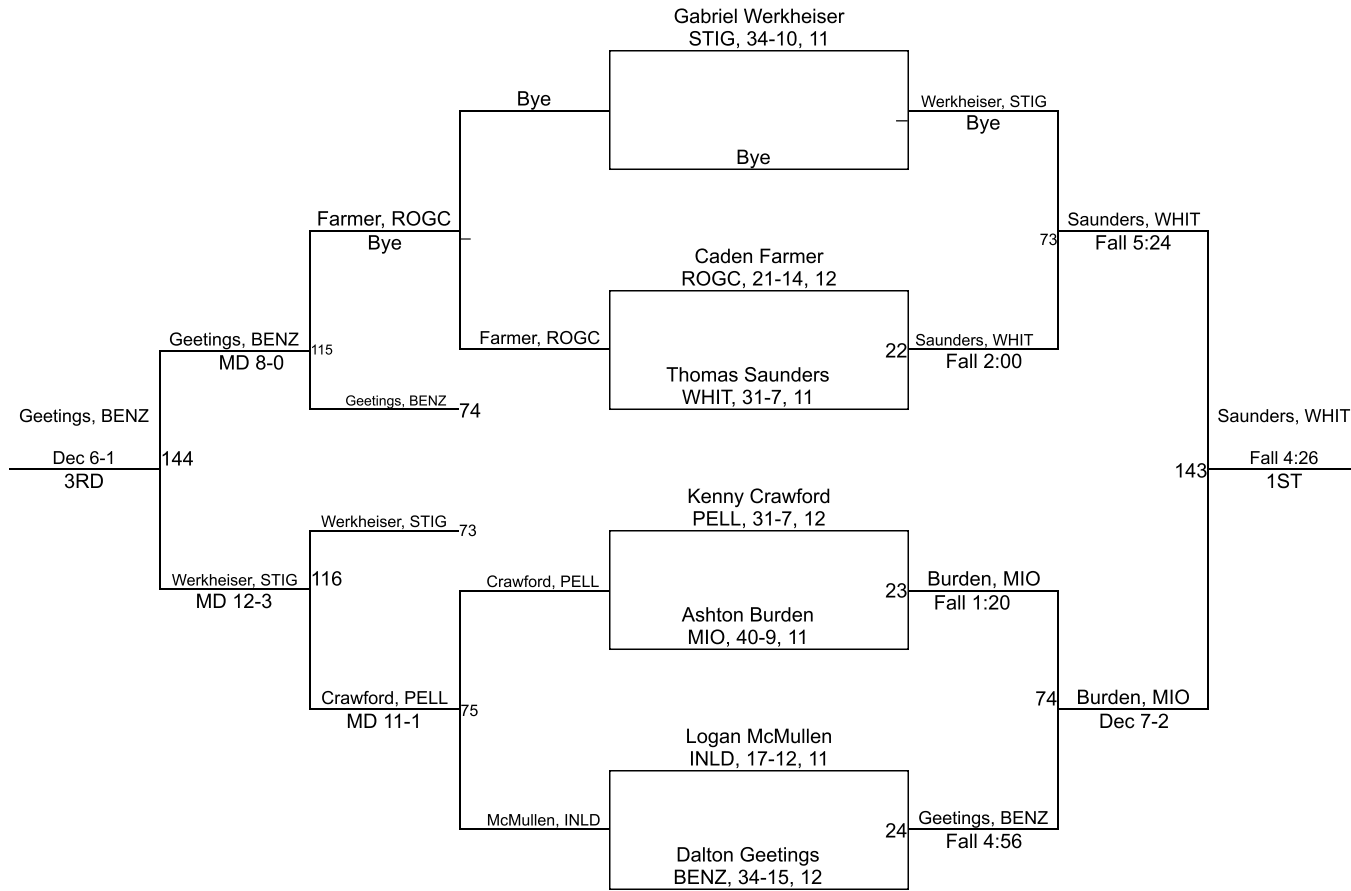 Gabriel Werkheiser
STIG, 34-10, 11
Bye
Werkheiser, STIG
Bye
Bye
Farmer, ROGC
Bye
Saunders, WHIT
73
Fall 5:24
Caden Farmer
ROGC, 21-14, 12
Geetings, BENZ
115
MD 8-0
Farmer, ROGC
22
Saunders, WHIT
Fall 2:00
Thomas Saunders
WHIT, 31-7, 11
Geetings, BENZ
74
Geetings, BENZ
Saunders, WHIT
Dec 6-1
144
3RD
143
Fall 4:26
1ST
Kenny Crawford
PELL, 31-7, 12
Werkheiser, STIG
73
Werkheiser, STIG
116
MD 12-3
Crawford, PELL
23
Burden, MIO
Fall 1:20
Ashton Burden
MIO, 40-9, 11
Crawford, PELL
75
MD 11-1
74
Burden, MIO
Dec 7-2
Logan McMullen
INLD, 17-12, 11
McMullen, INLD
24
Geetings, BENZ
Fall 4:56
Dalton Geetings
BENZ, 34-15, 12